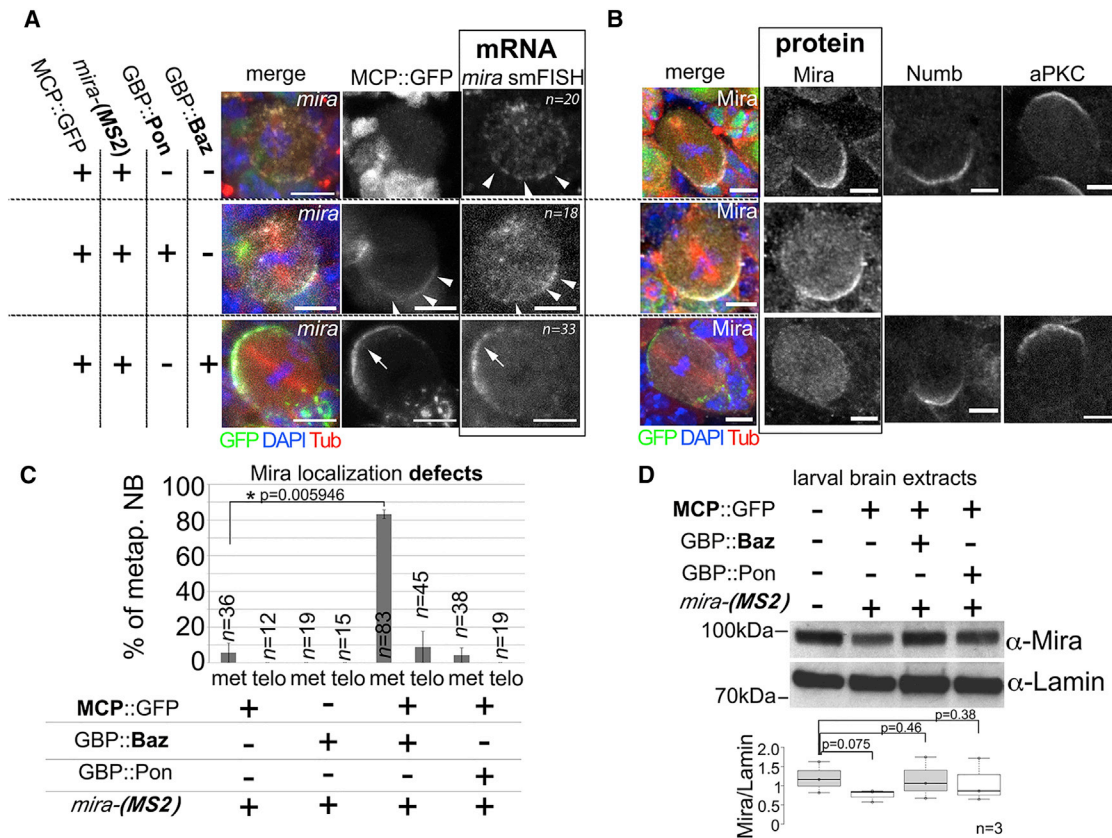 A
MCP::GFP
mira-(MS2)
GBP::Pon
GBP::Baz
mRNA
merge MCP::GFP mira smFISH
mira n=20
+ + - -
mira n=18
+ + + -
mira n=33
+ + - +
GFP DAPI Tub
B
protein
merge Mira Numb aPKC
Mira
Mira
Mira
GFP DAPI Tub
C
Mira localization defects
* p=0.005946
% of metap. NB
100
80
60
40
20
0
n=36 n=12 n=19 n=15 n=83 n=45 n=38 n=19
met telo met telo met telo met telo
MCP::GFP + - + +
GBP::Baz - + + -
GBP::Pon - - - +
mira-(MS2) + + + +
D
larval brain extracts
MCP::GFP - + + +
GBP::Baz - - + -
GBP::Pon - - - +
mira-(MS2) - + + +
100kDa α-Mira
70kDa α-Lamin
p=0.38
p=0.46
p=0.075
Mira/Lamin
2.0
1.5
1
0.5
0
n=3